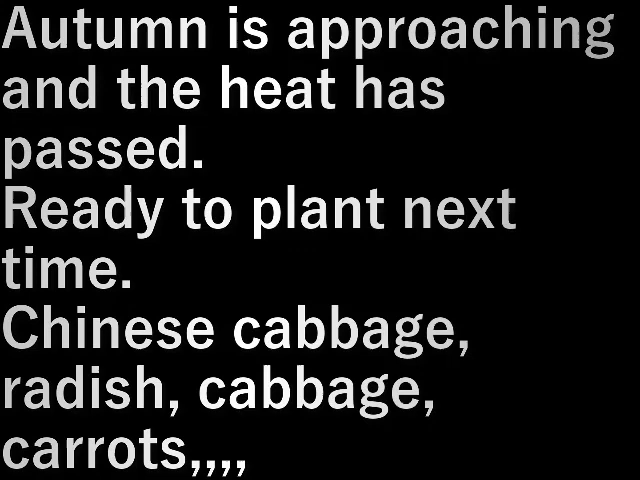 Autumn is approaching
and the heat has
passed.
Ready to plant next
time.
Chinese cabbage,
radish, cabbage,
carrots,,,,